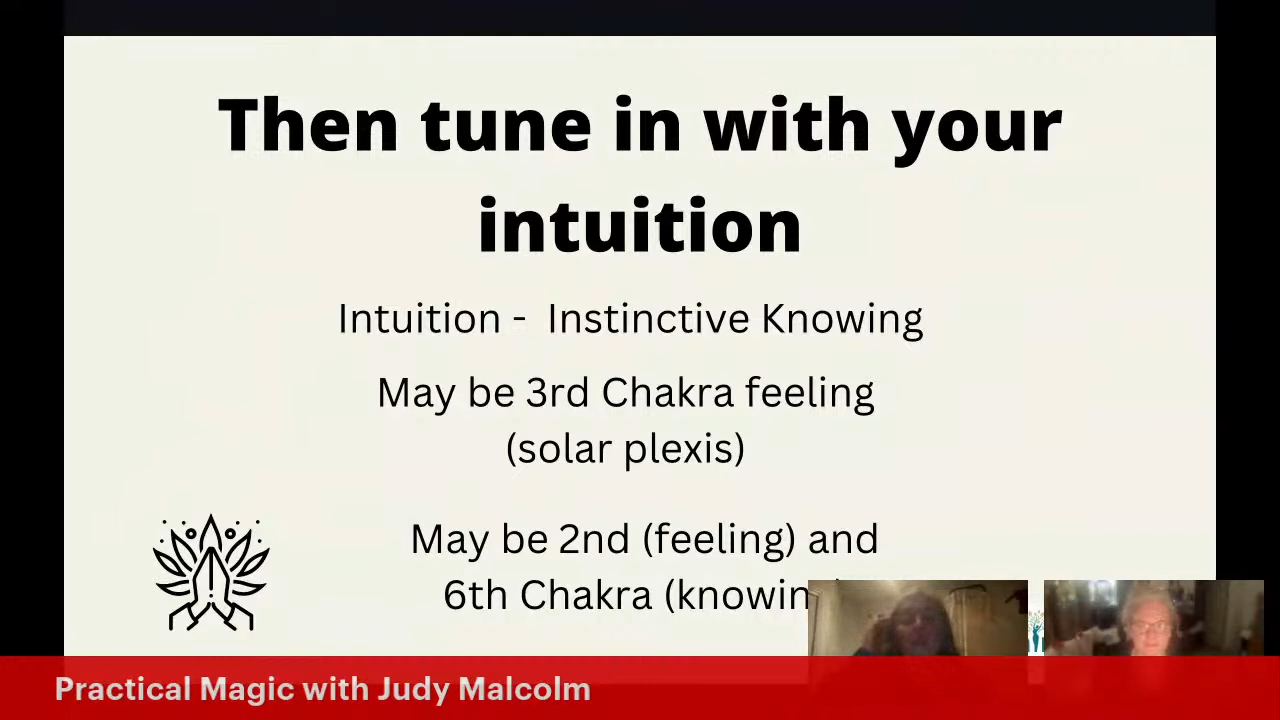 Then tune in with your
intuition
Intuition - Instinctive Knowing
May be 3rd Chakra feeling
(solar plexis)
May be 2nd (feeling) and
6th Chakra (knowin
Practical Magic with Judy Malcolm